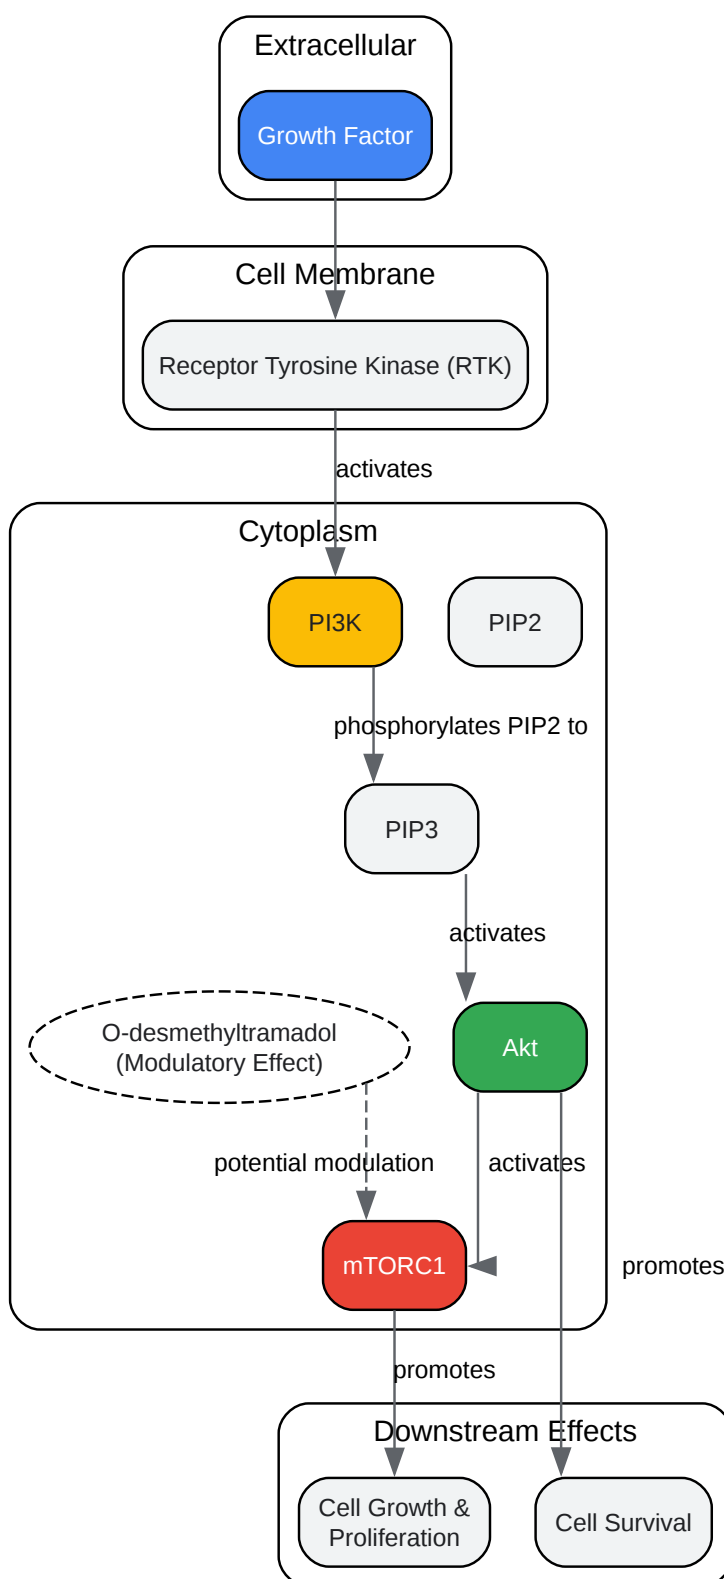 Extracellular
Growth Factor
Cell Membrane
Receptor Tyrosine Kinase (RTK)
activates
Cytoplasm
PI3K
PIP2
phosphorylates PIP2 to
PIP3
activates
O-desmethyltramadol
(Modulatory Effect)
Akt
potential modulation
activates
mTORC1
promotes
promotes
Downstream Effects
Cell Growth &
Proliferation
Cell Survival